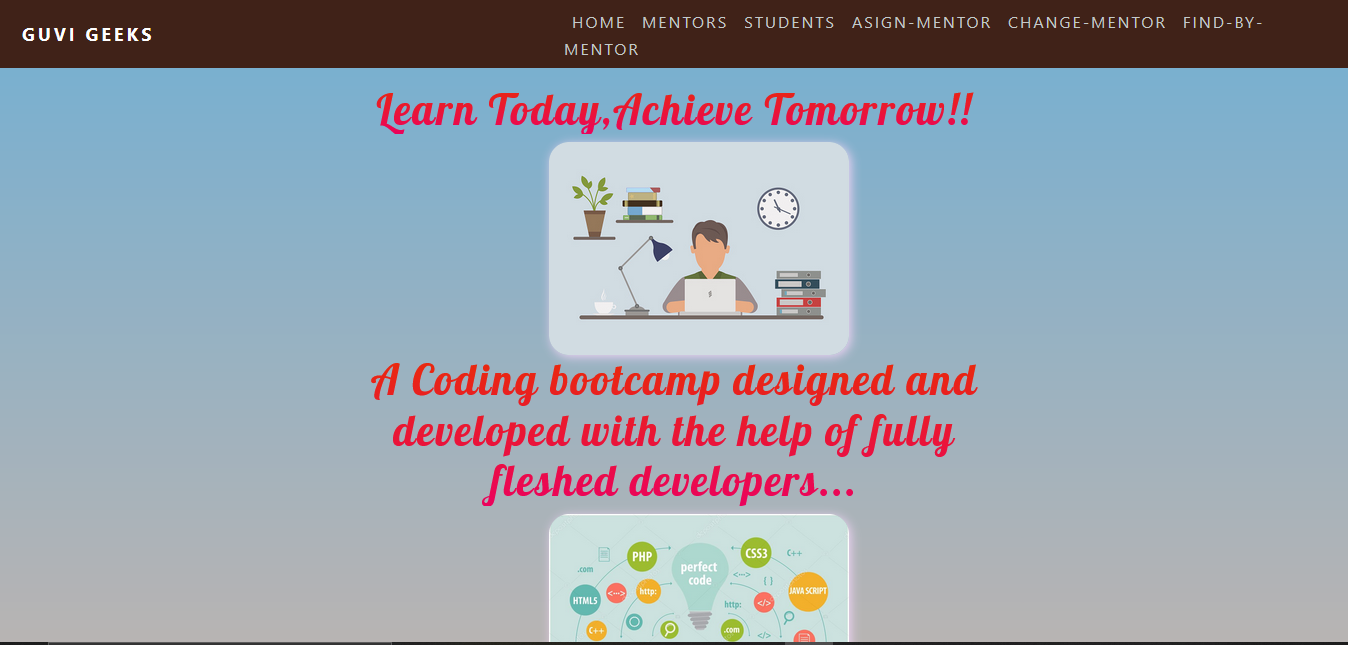 GUVI GEEKS
HOME MENTORS STUDENTS ASIGN-MENTOR CHANGE-MENTOR FIND-BY-
MENTOR
Learn Today,Achieve Tomorrow!!
A Coding bootcamp designed and
developed with the help of fully
fleshed developers...
PHP
perfect
code
CSS3
C++
.com
<···>
( )
HTML5
<···>
http:
JAVA SCRIPT
http:
</>
C++
.com
</>